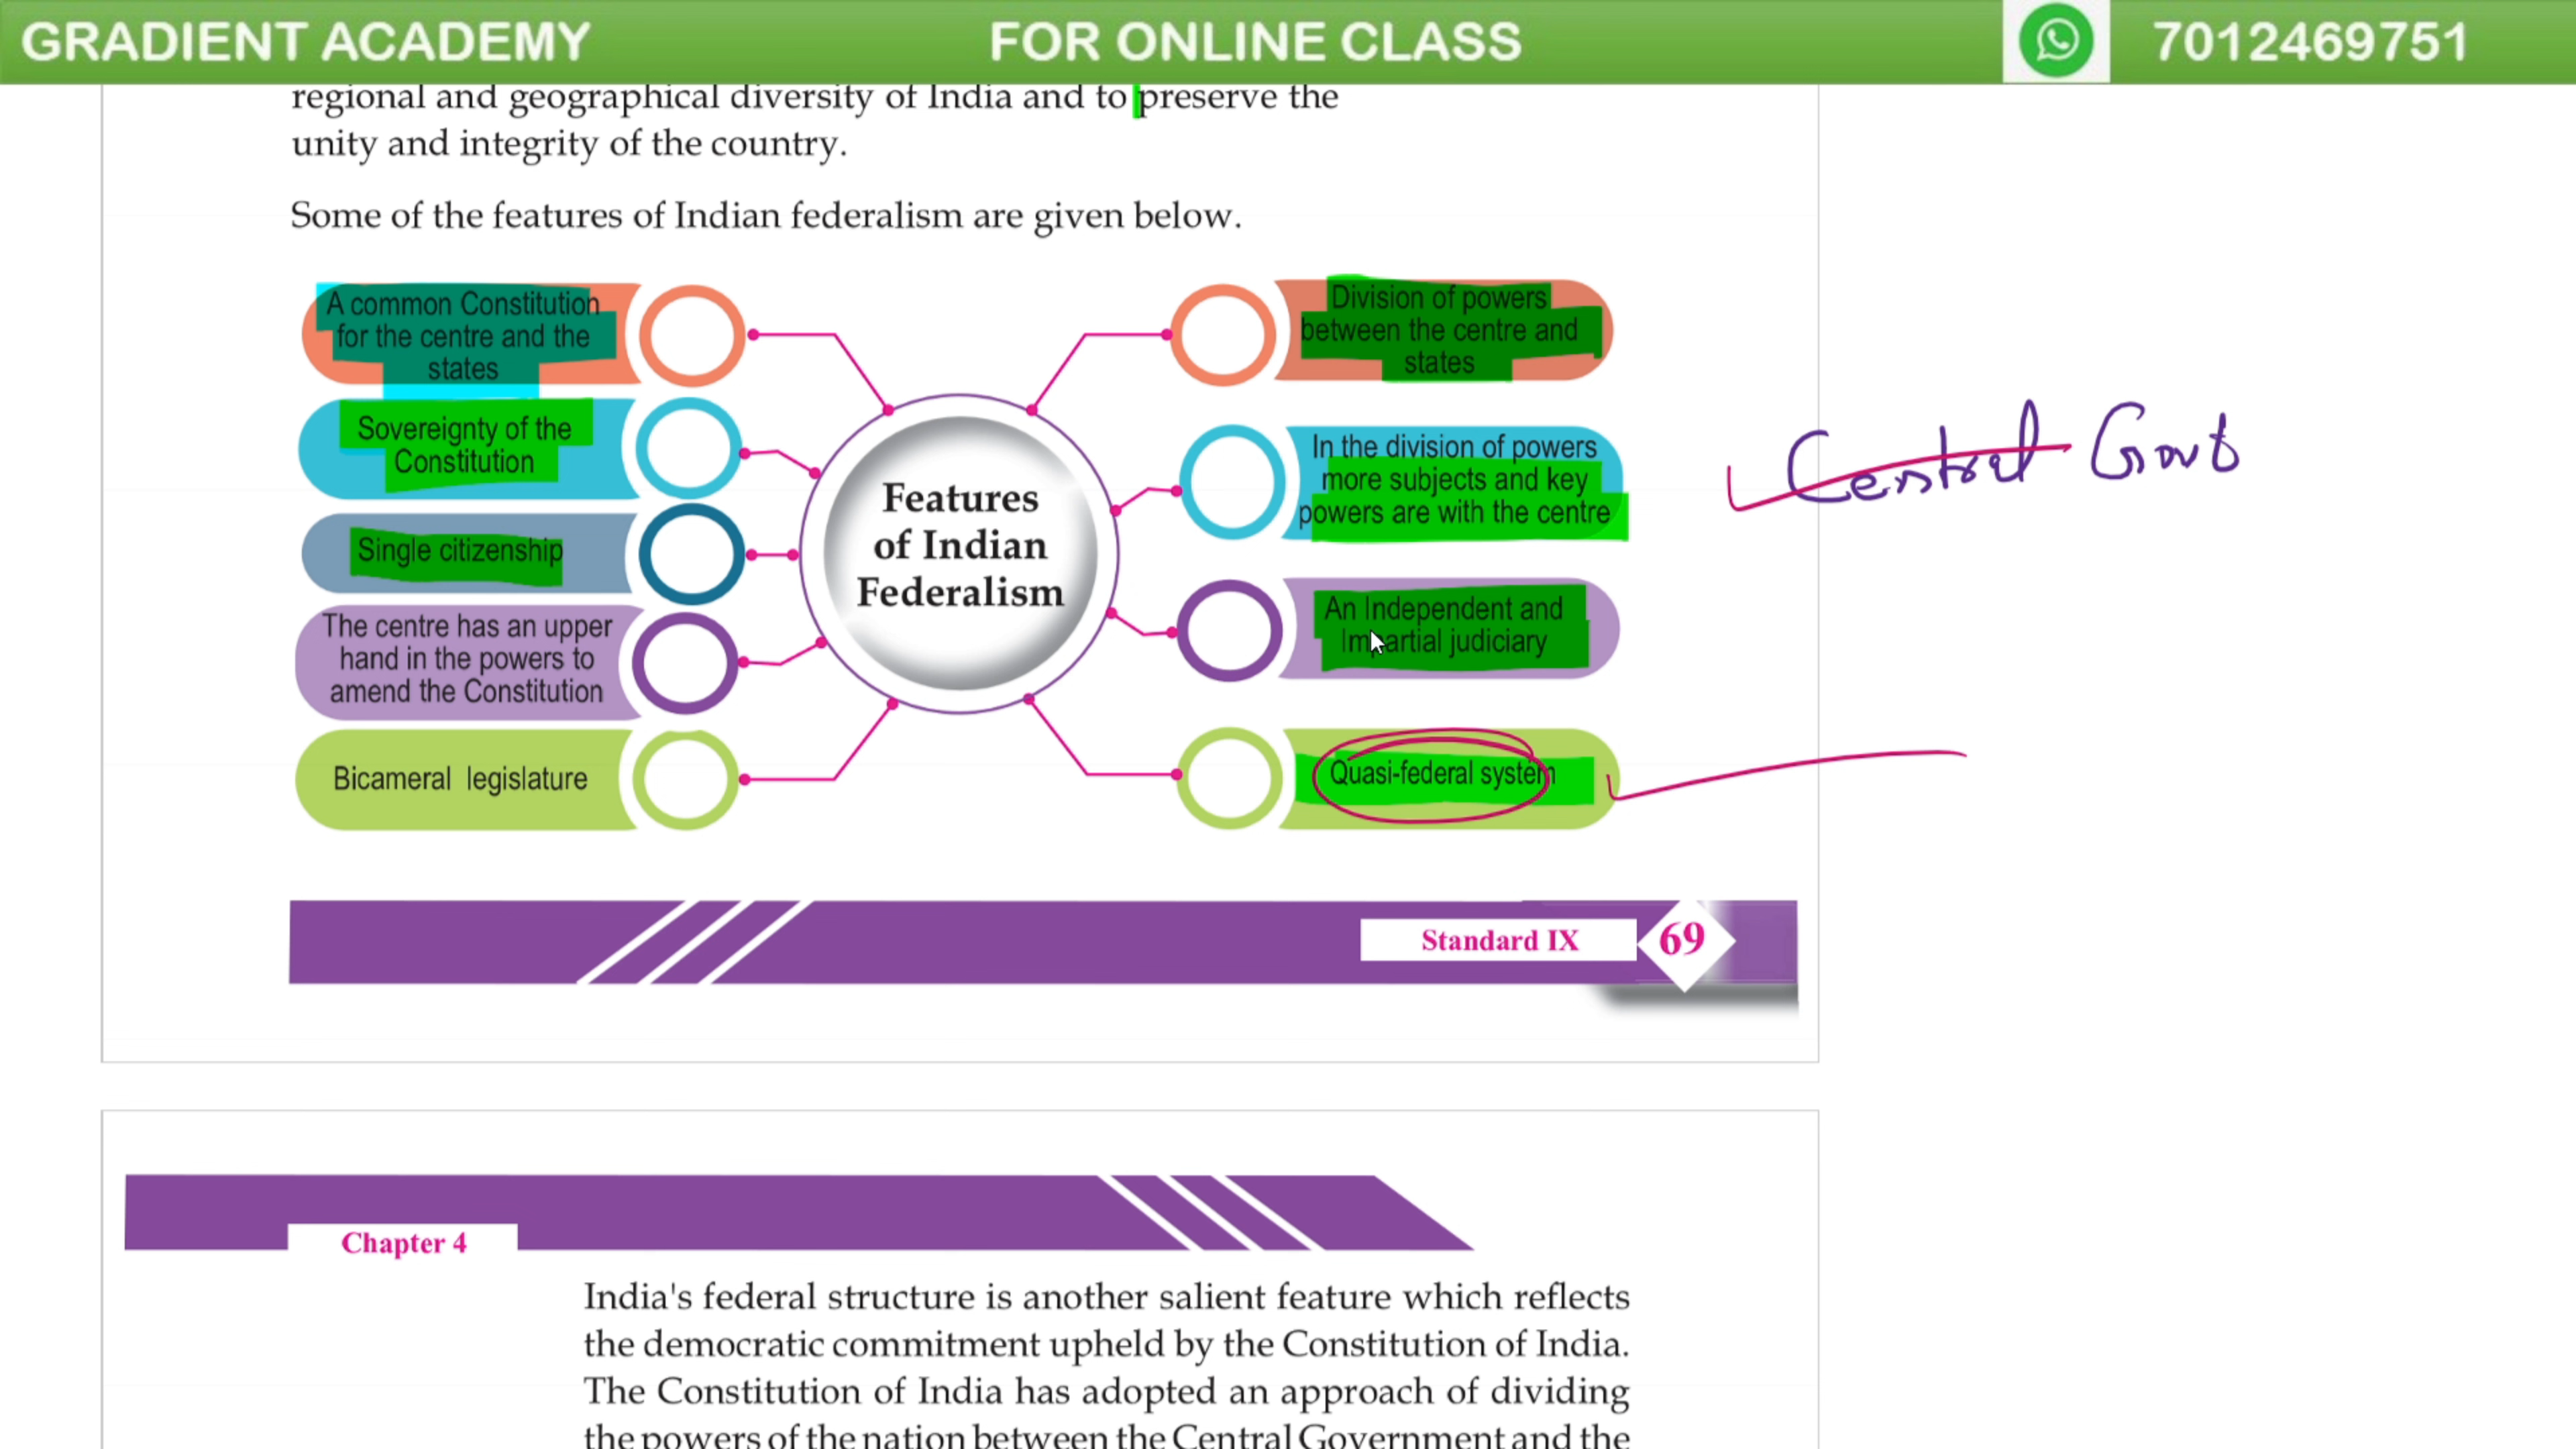 GRADIENT ACADEMY FOR ONLINE CLASS 7012469751
regional and geographical diversity of India and to preserve the
unity and integrity of the country.
Some of the features of Indian federalism are given below.
A common Constitution
for the centre and the
states
Sovereignty of the
Constitution
Single citizenship
The centre has an upper
hand in the powers to
amend the Constitution
Bicameral legislature
Features
of Indian
Federalism
Division of powers
between the centre and
states
In the division of powers
more subjects and key
powers are with the centre
An Independent and
Impartial judiciary
Quasi-federal system
Central Govt
Standard IX 69
Chapter 4
India's federal structure is another salient feature which reflects
the democratic commitment upheld by the Constitution of India.
The Constitution of India has adopted an approach of dividing
the powers of the nation between the Central Government and the